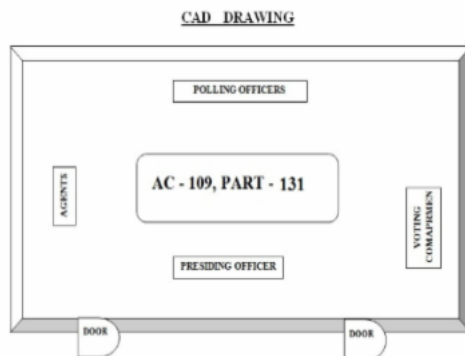 CAD DRAWING
POLLING OFFICERS
AGENTS
AC - 109, PART - 131
VOTING
COMAPRMEN
PRESIDING OFFICER
DOOR
DOOR